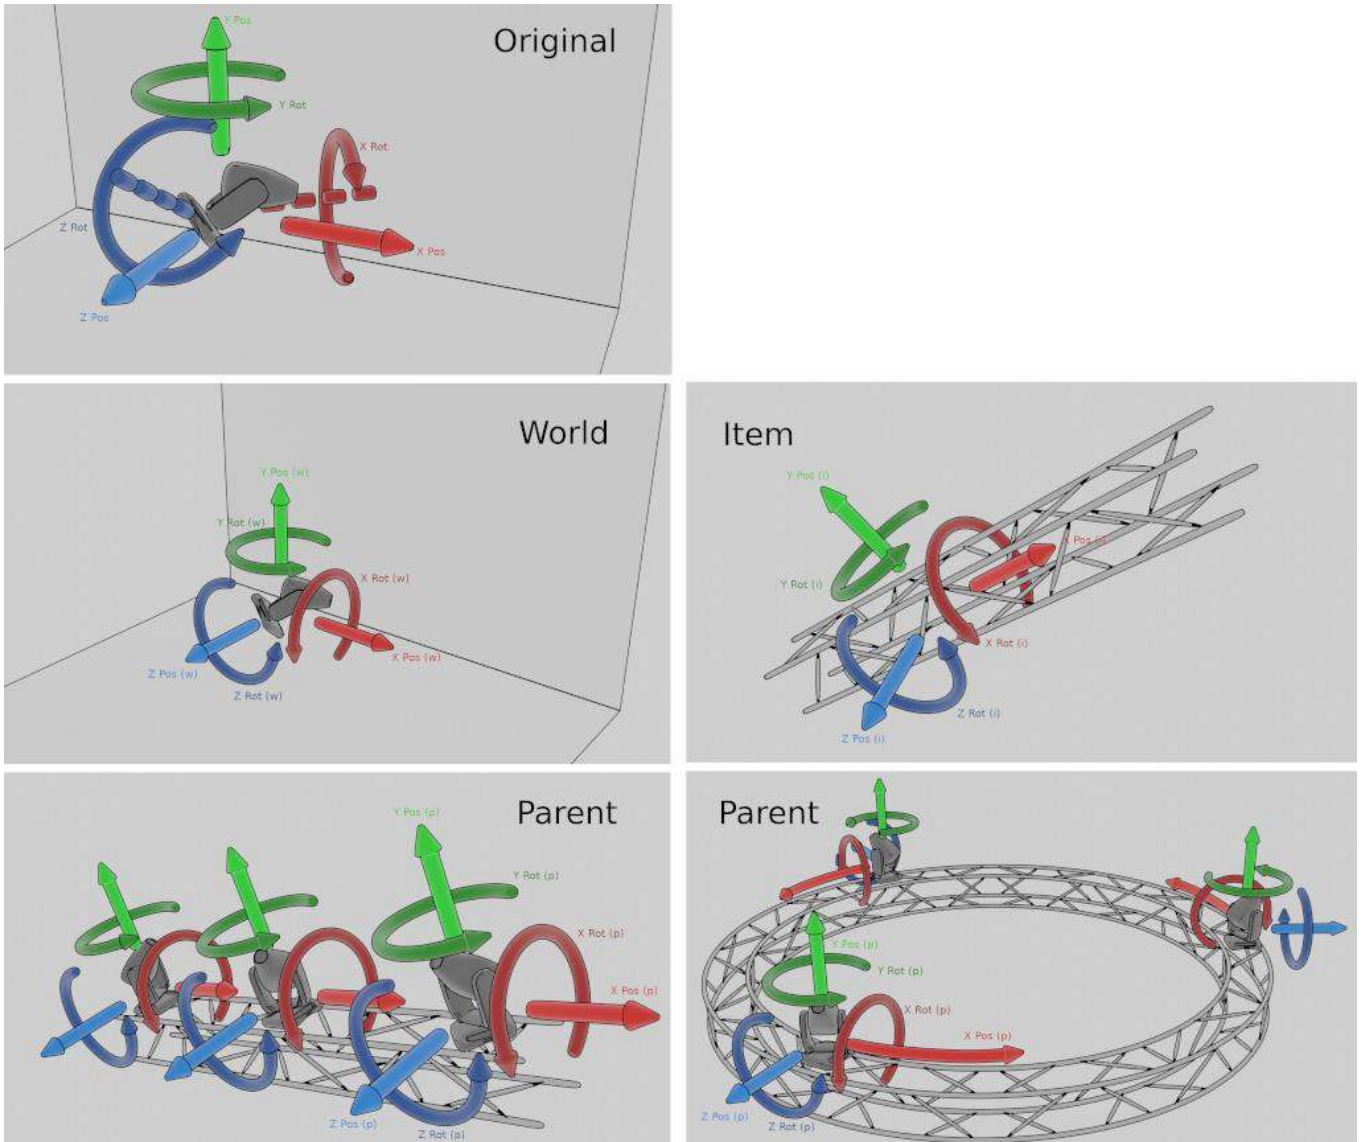 Original
Y Pos
Y Rot
X Rot
Z Rot
X Pos
Z Pos
World
Y Pos (w)
Y Rot (w)
X Rot (w)
X Pos (w)
Z Pos (w)
Z Rot (w)
Item
Y Pos (i)
X Pos (i)
Y Rot (i)
X Rot (i)
Z Rot (i)
Z Pos (i)
Parent
Y Pos (p)
Y Rot (p)
X Rot (p)
X Pos (p)
Z Pos (p)
Z Rot (p)
Parent
Y Pos (p)
Y Rot (p)
X Rot (p)
X Pos (p)
Z Pos (p)
Z Rot (p)